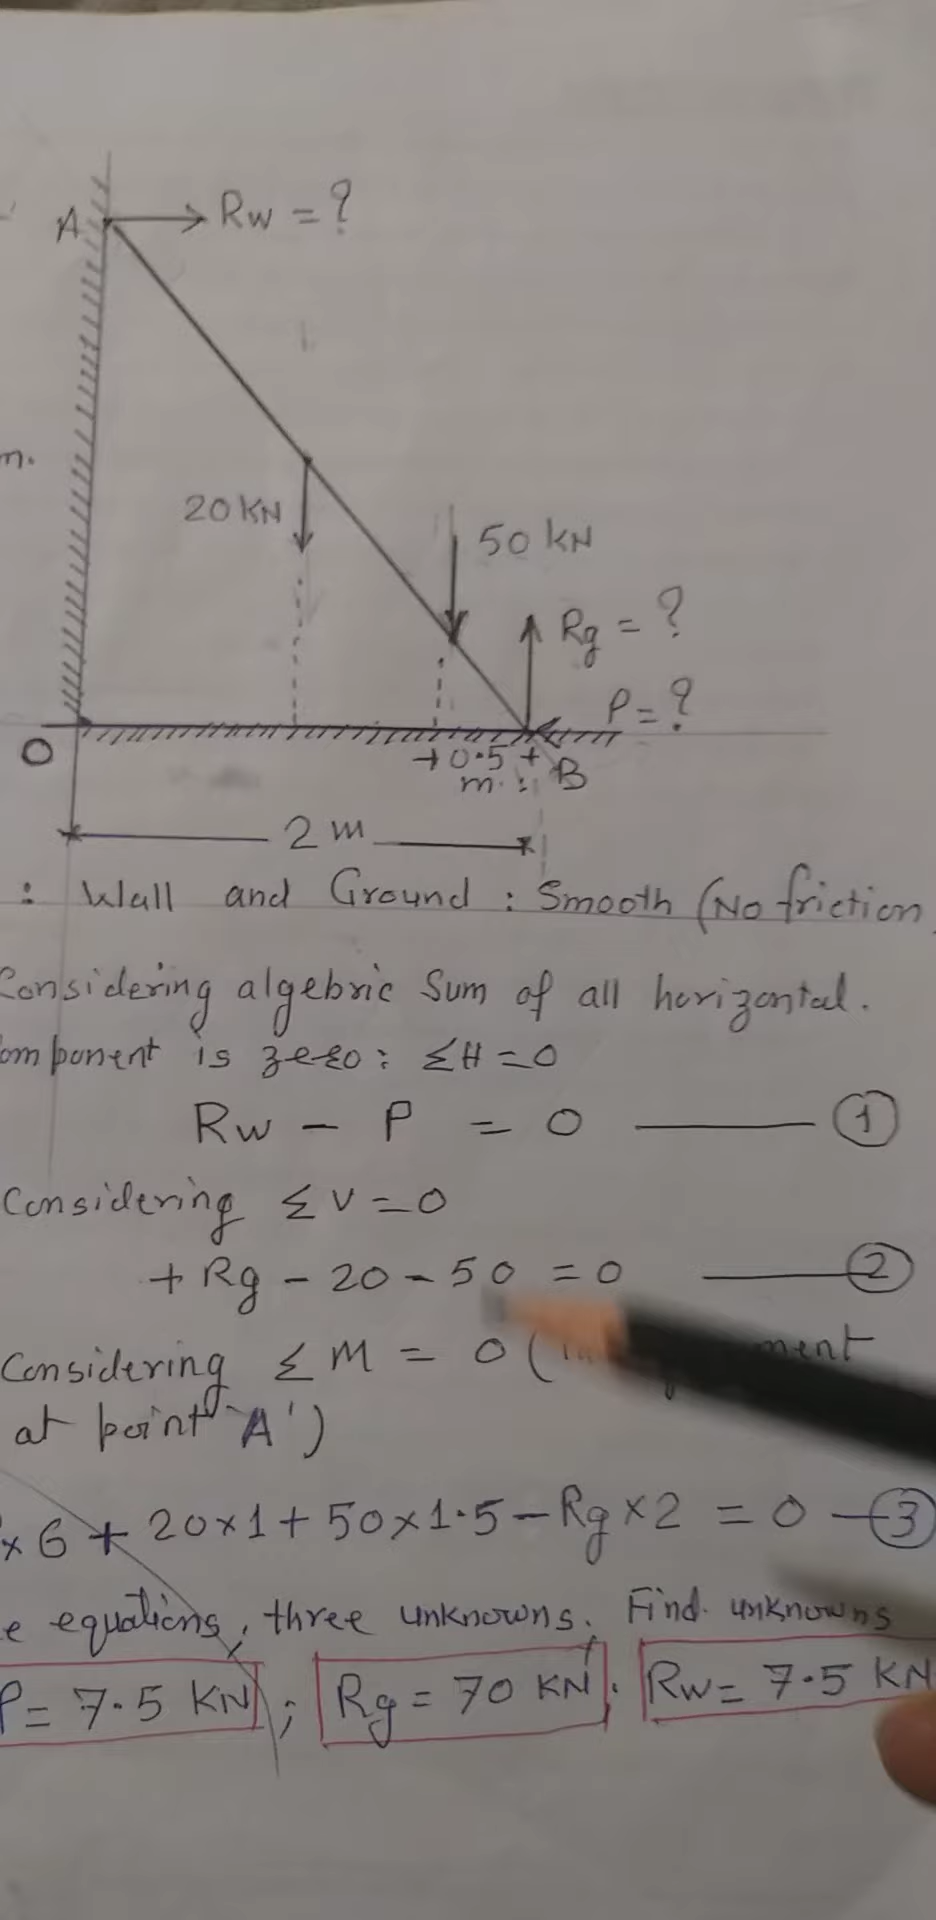 A
Rw = ?
m.
20 KN
50 KN
Rg = ?
P = ?
O
0.5
m
B
2 m
: Wall and Ground : Smooth (No friction
Considering algebric Sum of all horizontal.
omponent is zero: ΣH = 0
Rw - P = 0 1
Considering ΣV = 0
+ Rg - 20 - 50 = 0 2
Considering ΣM = 0 (
at point 'A')
x 6 + 20x1 + 50x1.5 - Rg x 2 = 0 3
e equations, three unknowns. Find unknowns
P = 7.5 KN ; Rg = 70 KN . Rw = 7.5 KN